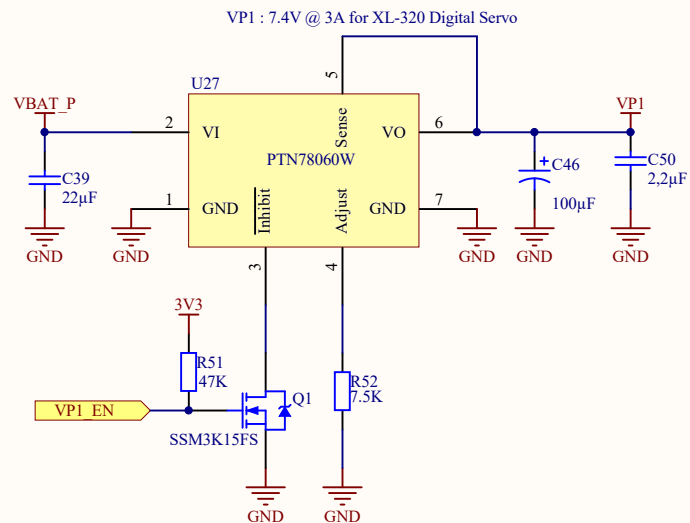 VP1 : 7.4V @ 3A for XL-320 Digital Servo
U27
VBAT_P
VP1
5
2
VI
Sense
VO
6
PTN78060W
C39
22µF
C46
100µF
C50
2,2µF
1
GND
Inhibit
Adjust
GND
7
GND
GND
GND
GND
GND
3
4
3V3
R51
47K
R52
7.5K
VP1_EN
Q1
SSM3K15FS
GND
GND